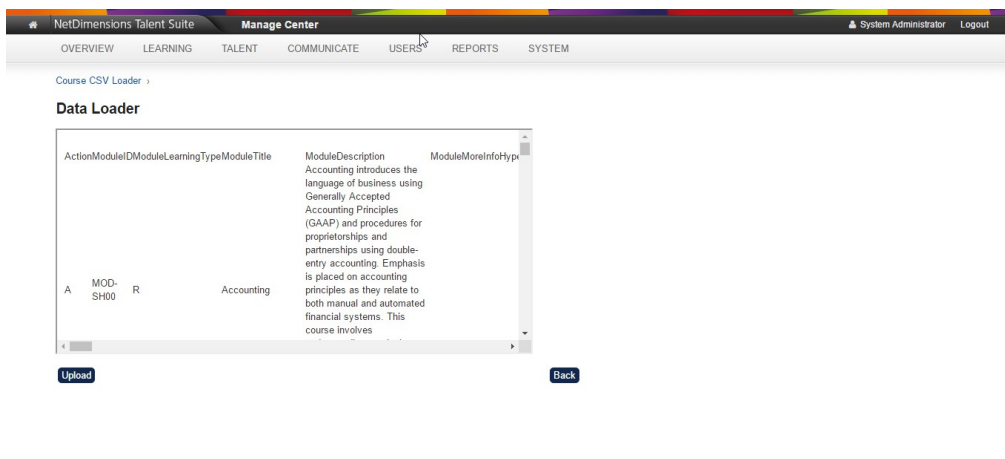 NetDimensions Talent Suite Manage Center System Administrator Logout
OVERVIEW LEARNING TALENT COMMUNICATE USERS REPORTS SYSTEM
Course CSV Loader ›
Data Loader
ActionModuleIDModuleLearningTypeModuleTitle ModuleDescription ModuleMoreInfoHype
Accounting introduces the
language of business using
Generally Accepted
Accounting Principles
(GAAP) and procedures for
proprietorships and
partnerships using double-
entry accounting. Emphasis
is placed on accounting
A MOD-SH00 R Accounting principles as they relate to
both manual and automated
financial systems. This
course involves
Upload Back